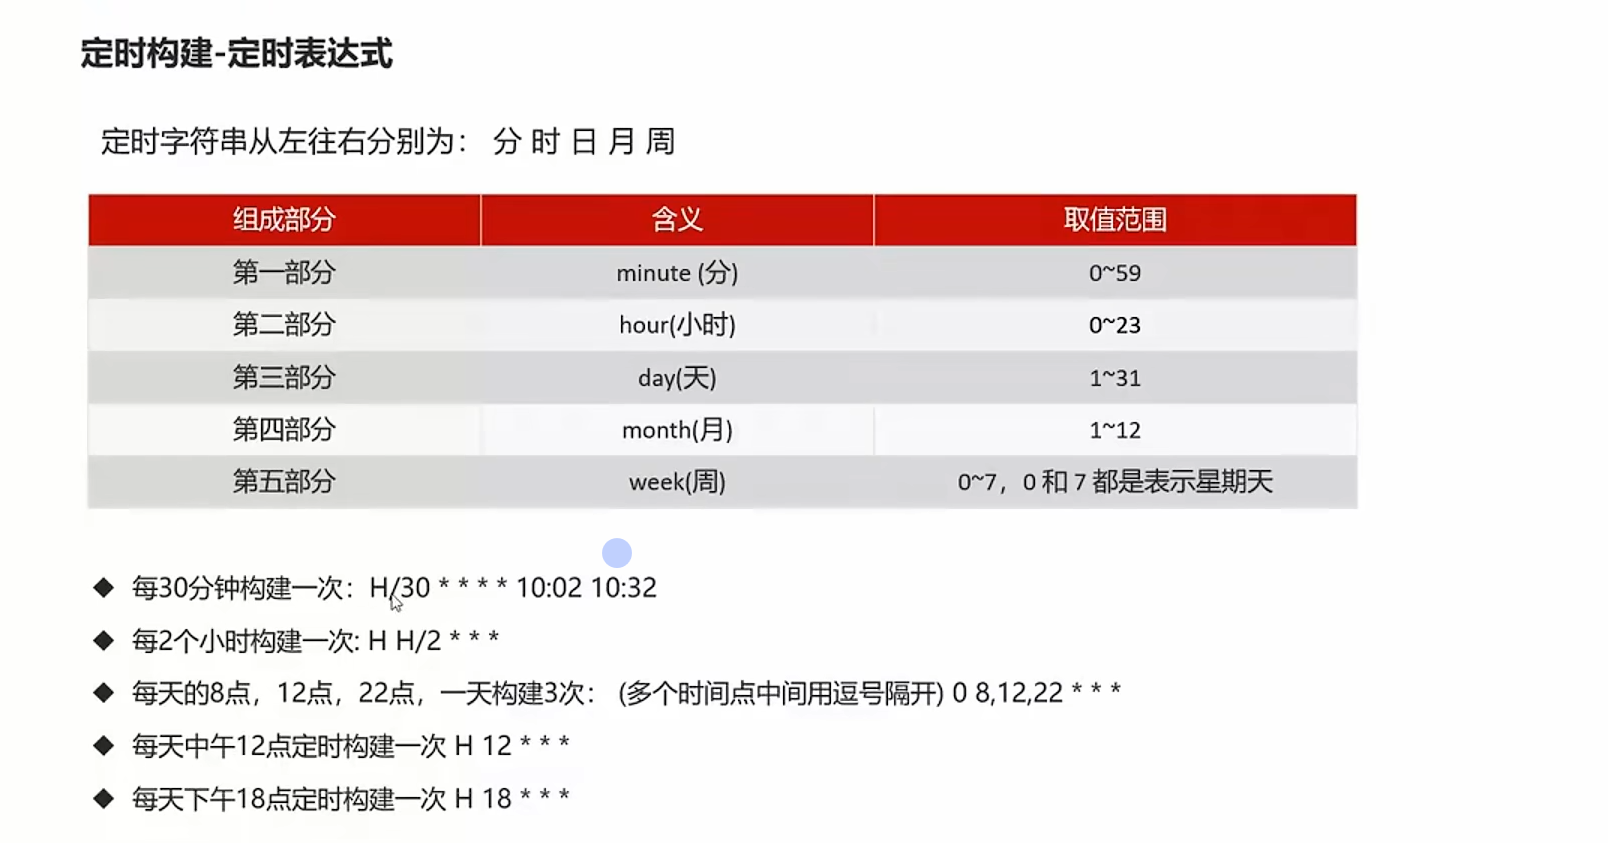 定时构建-定时表达式
定时字符串从左往右分别为： 分 时 日 月 周
组成部分 含义 取值范围
第一部分 minute (分) 0~59
第二部分 hour(小时) 0~23
第三部分 day(天) 1~31
第四部分 month(月) 1~12
第五部分 week(周) 0~7，0 和 7 都是表示星期天
◆ 每30分钟构建一次：H/30 * * * * 10:02 10:32
◆ 每2个小时构建一次: H H/2 * * *
◆ 每天的8点，12点，22点，一天构建3次： (多个时间点中间用逗号隔开) 0 8,12,22 * * *
◆ 每天中午12点定时构建一次 H 12 * * *
◆ 每天下午18点定时构建一次 H 18 * * *